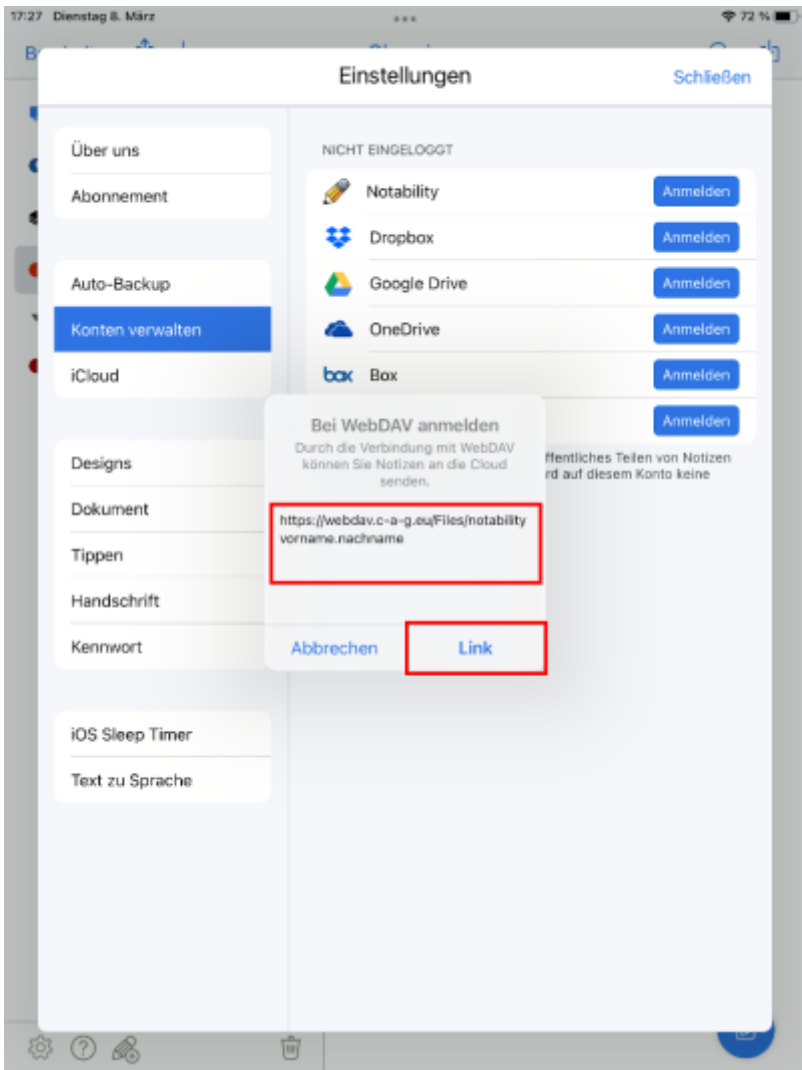 17:27 Dienstag 8. März
72 %
Einstellungen
Schließen
Über uns
Abonnement
Auto-Backup
Konten verwalten
iCloud
Designs
Dokument
Tippen
Handschrift
Kennwort
iOS Sleep Timer
Text zu Sprache
NICHT EINGELOGGT
Notability Anmelden
Dropbox Anmelden
Google Drive Anmelden
OneDrive Anmelden
box Box Anmelden
Anmelden
Teilen von Notizen
auf diesem Konto keine
Bei WebDAV anmelden
Durch die Verbindung mit WebDAV
können Sie Notizen an die Cloud
senden.
https://webdav.c-a-g.eu/Files/notability
vorname.nachname
Abbrechen Link